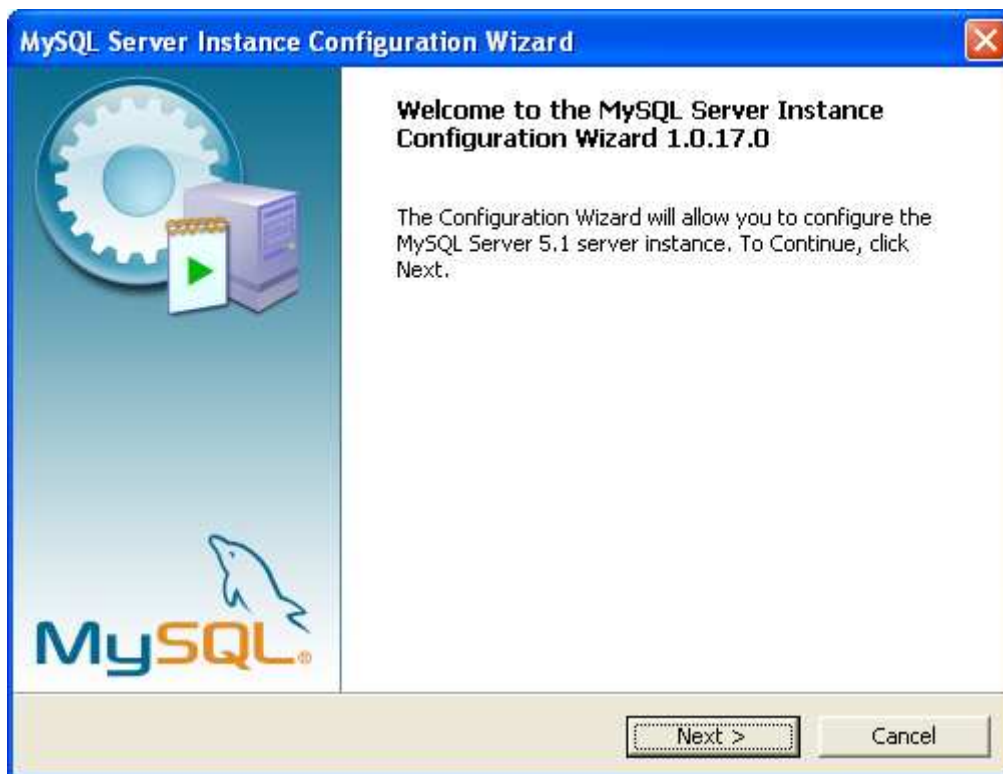 MySQL Server Instance Configuration Wizard
Welcome to the MySQL Server Instance
Configuration Wizard 1.0.17.0
The Configuration Wizard will allow you to configure the
MySQL Server 5.1 server instance. To Continue, click
Next.
MySQL®
Next >
Cancel